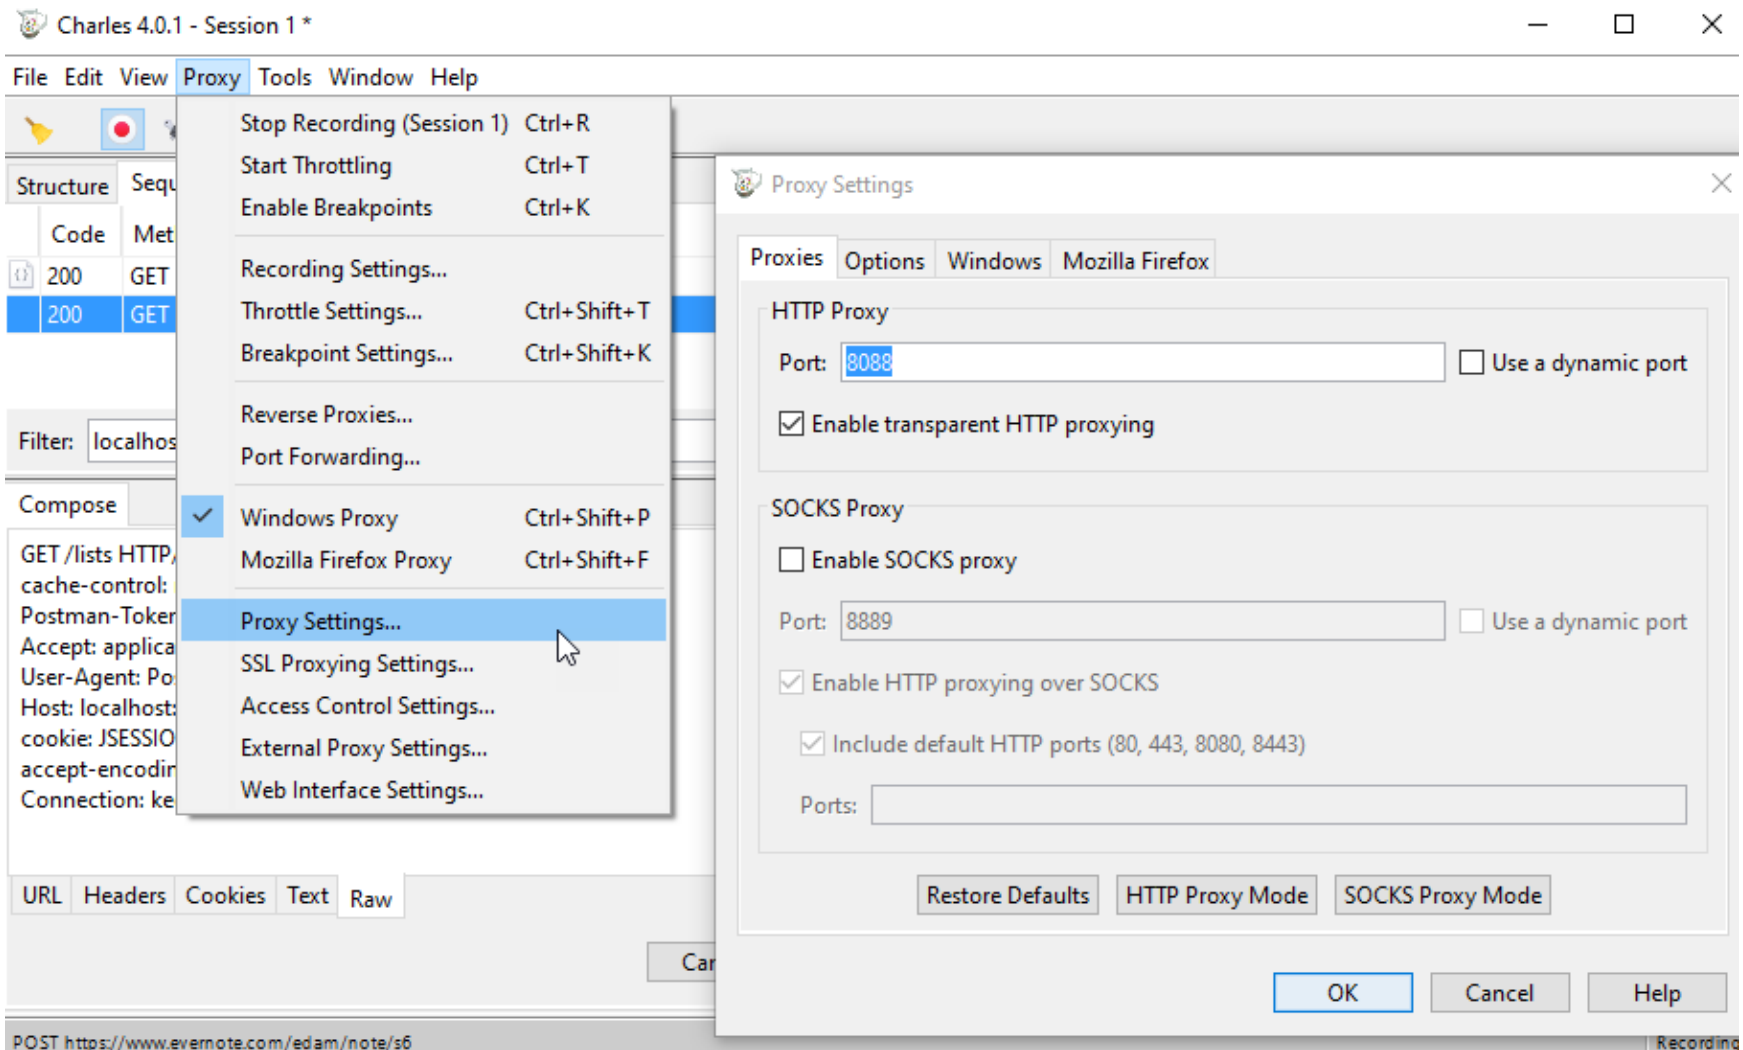 Charles 4.0.1 - Session 1 *
File Edit View Proxy Tools Window Help
Stop Recording (Session 1) Ctrl+R
Start Throttling Ctrl+T
Enable Breakpoints Ctrl+K
Recording Settings...
Throttle Settings... Ctrl+Shift+T
Breakpoint Settings... Ctrl+Shift+K
Reverse Proxies...
Port Forwarding...
Windows Proxy Ctrl+Shift+P
Mozilla Firefox Proxy Ctrl+Shift+F
Proxy Settings...
SSL Proxying Settings...
Access Control Settings...
External Proxy Settings...
Web Interface Settings...
Structure Sequ
Code Met
200 GET
200 GET
Filter: localhos
Compose
GET /lists HTTP/
cache-control:
Postman-Token
Accept: applica
User-Agent: Pos
Host: localhost:
cookie: JSESSIO
accept-encodin
Connection: ke
URL Headers Cookies Text Raw
Can
POST https://www.evernote.com/edam/note/s6
Recording
Proxy Settings
Proxies Options Windows Mozilla Firefox
HTTP Proxy
Port: 8088 Use a dynamic port
Enable transparent HTTP proxying
SOCKS Proxy
Enable SOCKS proxy
Port: 8889 Use a dynamic port
Enable HTTP proxying over SOCKS
Include default HTTP ports (80, 443, 8080, 8443)
Ports:
Restore Defaults HTTP Proxy Mode SOCKS Proxy Mode
OK Cancel Help